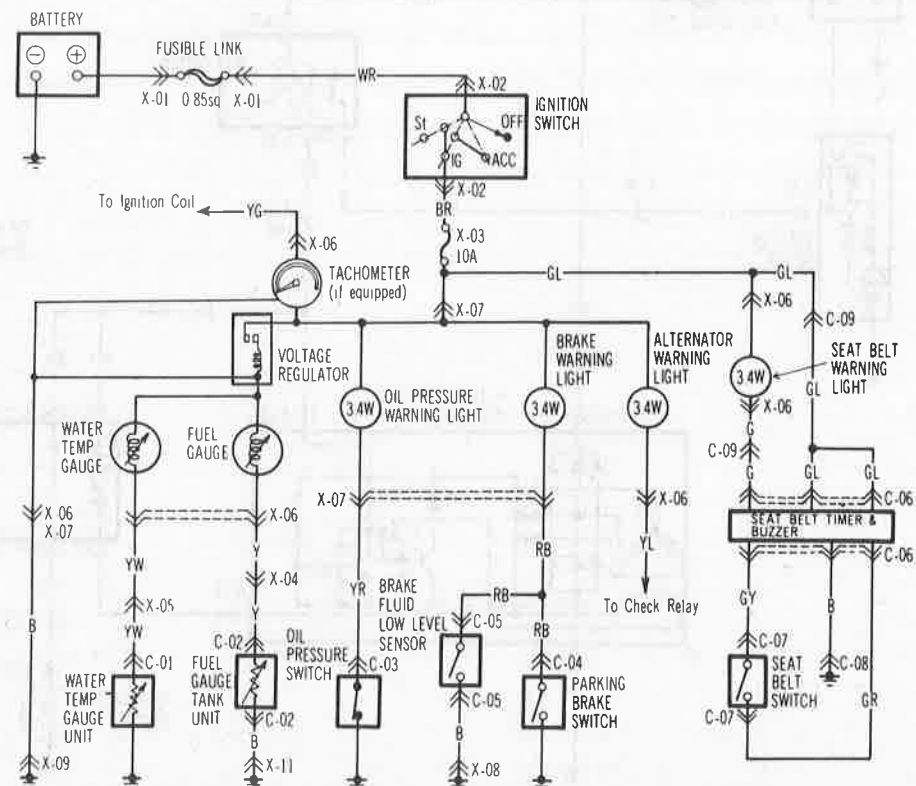 BATTERY
FUSIBLE LINK
X-01 0.85sq X-01
WR
X-02
IGNITION
SWITCH
St
OFF
IG
ACC
X-02
BR
To Ignition Coil
YG
X-06
X-03
10A
TACHOMETER
(if equipped)
GL
GL
X-07
X-06
C-09
VOLTAGE
REGULATOR
BRAKE
WARNING
LIGHT
ALTERNATOR
WARNING
LIGHT
SEAT BELT
WARNING
LIGHT
3.4W
OIL PRESSURE
WARNING LIGHT
3.4W
3.4W
3.4W
X-06
GL
WATER
TEMP
GAUGE
FUEL
GAUGE
G
C-09
G
GL
GL
C-06
X-06
X-07
X-06
X-07
X-06
SEAT BELT TIMER &
BUZZER
C-06
YW
Y
X-04
YR
RB
YL
BRAKE
FLUID
LOW LEVEL
SENSOR
RB
To Check Relay
GY
B
B
X-05
YW
Y
C-05
RB
C-01
C-02
OIL
PRESSURE
SWITCH
C-03
C-04
C-07
C-08
WATER
TEMP
GAUGE
UNIT
FUEL
GAUGE
TANK
UNIT
PARKING
BRAKE
SWITCH
SEAT
BELT
SWITCH
GR
C-02
C-05
C-07
B
B
X-09
X-11
X-08